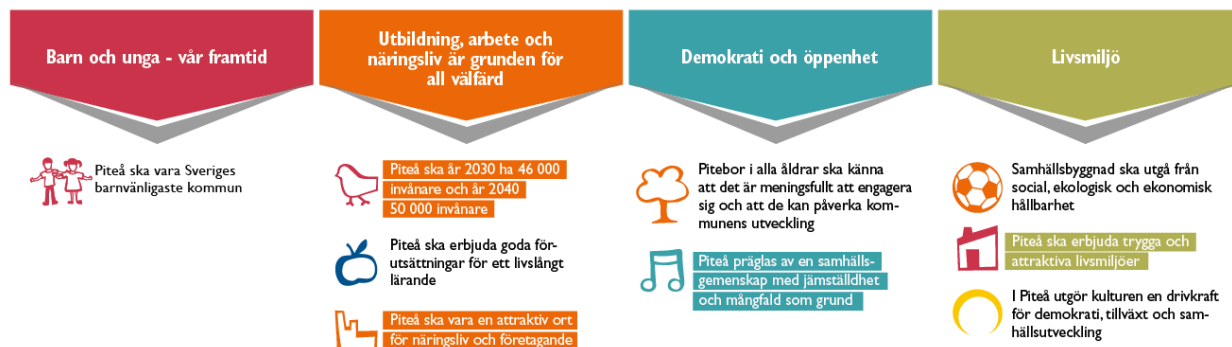 Barn och unga - vår framtid
Piteå ska vara Sveriges
barnvänligaste kommun
Utbildning, arbete och
näringsliv är grunden för
all välfärd
Piteå ska år 2030 ha 46 000
invånare och år 2040
50 000 invånare
Piteå ska erbjuda goda för-
utsättningar för ett livslångt
lärande
Piteå ska vara en attraktiv ort
för näringsliv och företagande
Demokrati och öppenhet
Pitebor i alla åldrar ska känna
att det är meningsfullt att engagera
sig och att de kan påverka kom-
munens utveckling
Piteå präglas av en samhälls-
gemenskap med jämställdhet
och mångfald som grund
Livsmiljö
Samhällsbyggnad ska utgå från
social, ekologisk och ekonomisk
hållbarhet
Piteå ska erbjuda trygga och
attraktiva livsmiljöer
I Piteå utgör kulturen en drivkraft
för demokrati, tillväxt och sam-
hällsutveckling